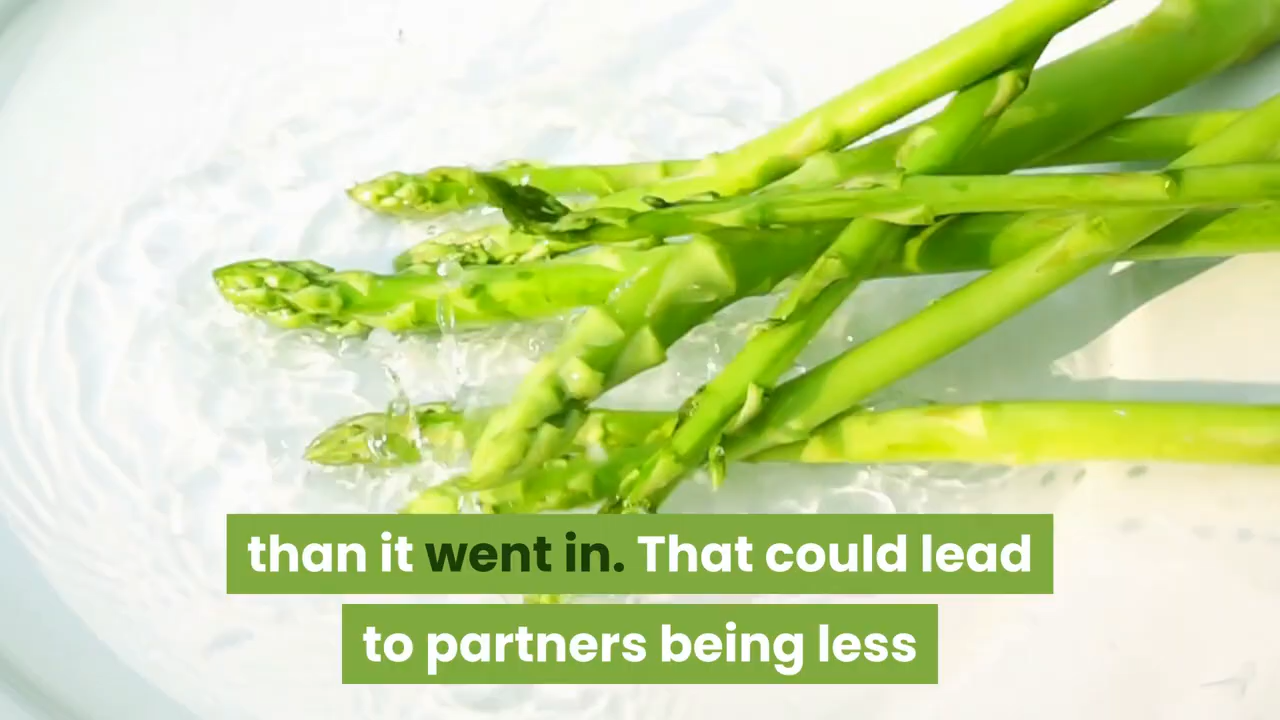 than it went in. That could lead
to partners being less